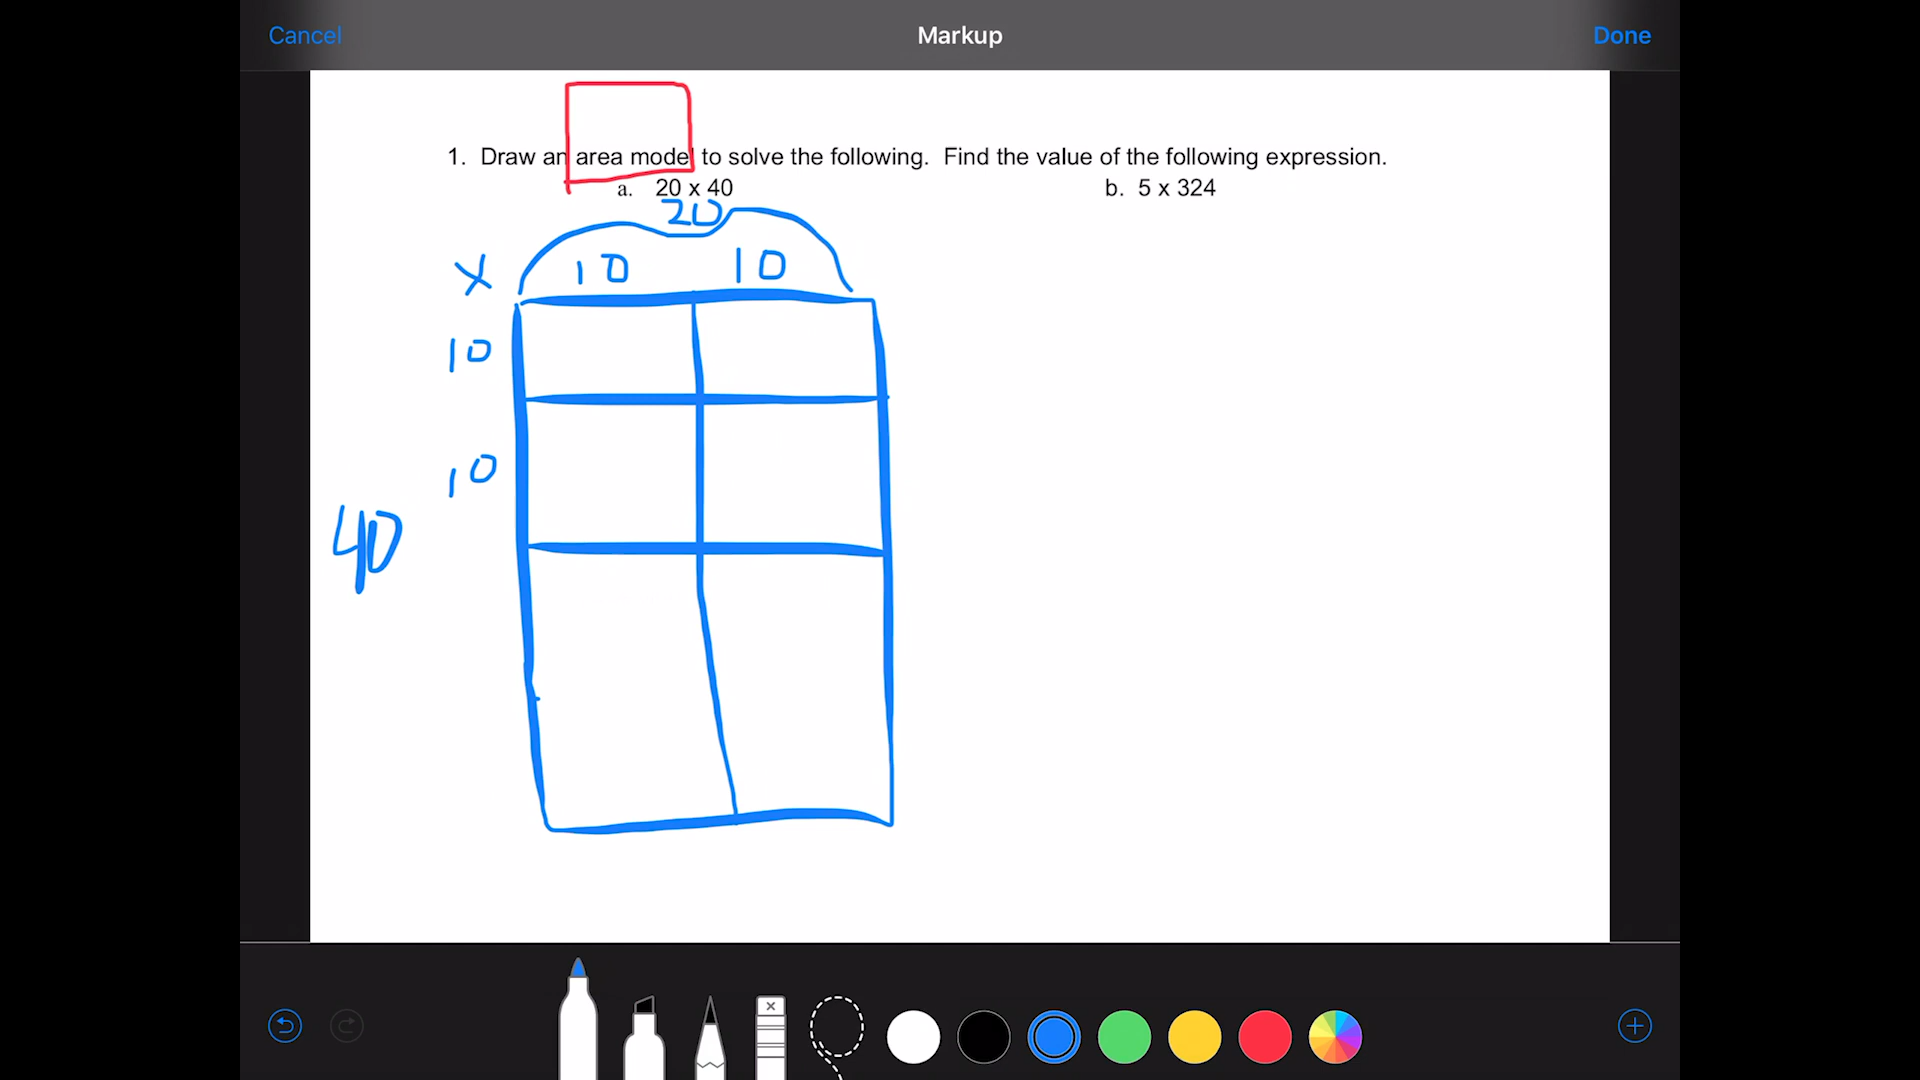 Cancel
Markup
Done
1. Draw an area model to solve the following. Find the value of the following expression.
a. 20 x 40
b. 5 x 324
20
X
10
10
10
10
40